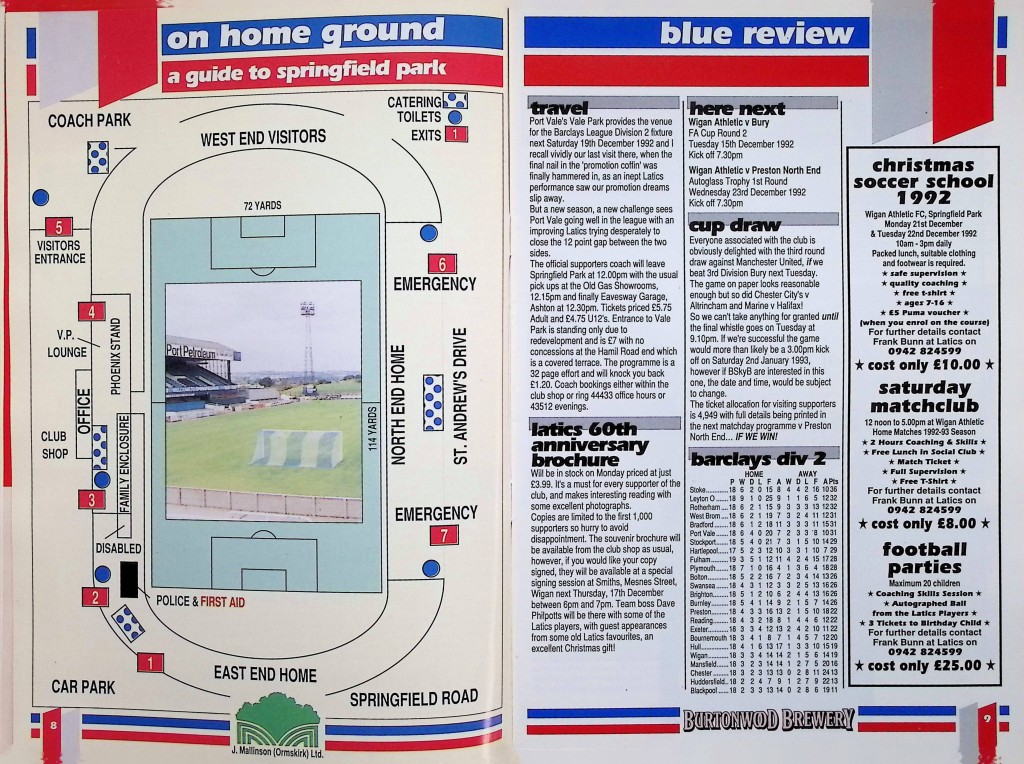 on home ground
a guide to springfield park
CATERING
TOILETS
EXITS 1
COACH PARK
WEST END VISITORS
72 YARDS
5
VISITORS
ENTRANCE
6
EMERGENCY
4
V.P.
LOUNGE
PHOENIX STAND
Port Petroleum
OFFICE
CLUB
SHOP
FAMILY ENCLOSURE
114 YARDS
NORTH END HOME
ST. ANDREW'S DRIVE
3
DISABLED
EMERGENCY
7
2
POLICE & FIRST AID
1
EAST END HOME
CAR PARK
SPRINGFIELD ROAD
8
J. Mallinson (Ormskirk) Ltd.
blue review
travel
Port Vale's Vale Park provides the venue
for the Barclays League Division 2 fixture
next Saturday 19th December 1992 and I
recall vividly our last visit there, when the
final nail in the 'promotion coffin' was
finally hammered in, as an inept Latics
performance saw our promotion dreams
slip away.
But a new season, a new challenge sees
Port Vale going well in the league with an
improving Latics trying desperately to
close the 12 point gap between the two
sides.
The official supporters coach will leave
Springfield Park at 12.00pm with the usual
pick ups at the Old Gas Showrooms,
12.15pm and finally Eavesway Garage,
Ashton at 12.30pm. Tickets priced £5.75
Adult and £4.75 U12's. Entrance to Vale
Park is standing only due to
redevelopment and is £7 with no
concessions at the Hamil Road end which
is a covered terrace. The programme is a
32 page effort and will knock you back
£1.20. Coach bookings either within the
club shop or ring 44433 office hours or
43512 evenings.
latics 60th
anniversary
brochure
Will be in stock on Monday priced at just
£3.99. It's a must for every supporter of the
club, and makes interesting reading with
some excellent photographs.
Copies are limited to the first 1,000
supporters so hurry to avoid
disappointment. The souvenir brochure will
be available from the club shop as usual,
however, if you would like your copy
signed, they will be available at a special
signing session at Smiths, Mesnes Street,
Wigan next Thursday, 17th December
between 6pm and 7pm. Team boss Dave
Philpotts will be there with some of the
Latics players, with guest appearances
from some old Latics favourites, an
excellent Christmas gift!
here next
Wigan Athletic v Bury
FA Cup Round 2
Tuesday 15th December 1992
Kick off 7.30pm
Wigan Athletic v Preston North End
Autoglass Trophy 1st Round
Wednesday 23rd December 1992
Kick off 7.30pm
cup draw
Everyone associated with the club is
obviously delighted with the third round
draw against Manchester United, if we
beat 3rd Division Bury next Tuesday.
The game on paper looks reasonable
enough but so did Chester City's v
Altrincham and Marine v Halifax!
So we can't take anything for granted until
the final whistle goes on Tuesday at
9.10pm. If we're successful the game
would more than likely be a 3.00pm kick
off on Saturday 2nd January 1993,
however if BSkyB are interested in this
one, the date and time, would be subject
to change.
The ticket allocation for visiting supporters
is 4,949 with full details being printed in
the next matchday programme v Preston
North End... IF WE WIN!
barclays div 2
HOME AWAY
P W D L F A W D L F A Pts
Stoke
Leyton O
Rotherham
West Brom
Bradford
Port Vale
Stockport
Hartlepool
Fulham
Plymouth
Bolton
Swansea
Brighton
Burnley
Preston
Reading
Exeter
Bournemouth
Hull
Wigan
Mansfield
Chester
Huddersfield
Blackpool
christmas
soccer school
1992
Wigan Athletic FC, Springfield Park
Monday 21st December
& Tuesday 22nd December 1992
10am - 3pm daily
Packed lunch, suitable clothing
and footwear is required.
★ safe supervision ★
★ quality coaching ★
★ free t-shirt ★
★ ages 7-16 ★
★ £5 Puma voucher ★
(when you enrol on the course)
For further details contact
Frank Bunn at Latics on
0942 824599
★ cost only £10.00 ★
saturday
matchclub
12 noon to 5.00pm at Wigan Athletic
Home Matches 1992-93 Season
★ 2 Hours Coaching & Skills ★
★ Free Lunch in Social Club ★
★ Match Ticket ★
★ Full Supervision ★
★ Free T-Shirt ★
For further details contact
Frank Bunn at Latics on
0942 824599
★ cost only £8.00 ★
football
parties
Maximum 20 children
★ Coaching Skills Session ★
★ Autographed Ball
from the Latics Players ★
★ 3 Tickets to Birthday Child ★
For further details contact
Frank Bunn at Latics on
0942 824599
★ cost only £25.00 ★
BURTONWOOD BREWERY
9